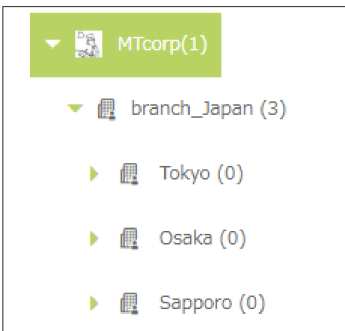 MTcorp(1)
branch_Japan (3)
Tokyo (0)
Osaka (0)
Sapporo (0)